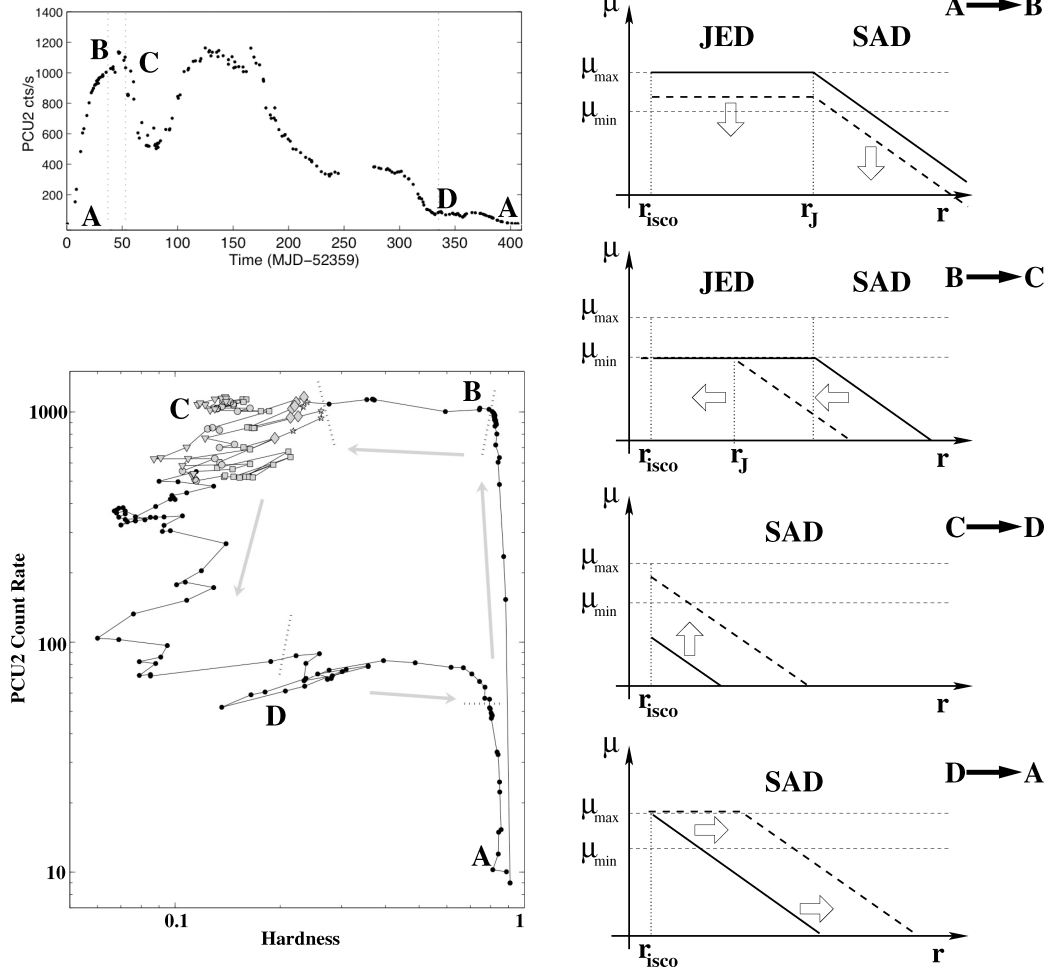 1400
1200
1000
800
600
400
200
PCU2 cts/s
B
C
A
D
A
0 50 100 150 200 250 300 350 400
Time (MJD−52359)
1000
100
10
PCU2 Count Rate
C
B
D
A
0.1 1
Hardness
A B
μ
JED SAD
μmax
μmin
risco rJ r
B C
μ
JED SAD
μmax
μmin
risco rJ r
C D
μ
SAD
μmax
μmin
risco r
D A
μ
SAD
μmax
μmin
risco r